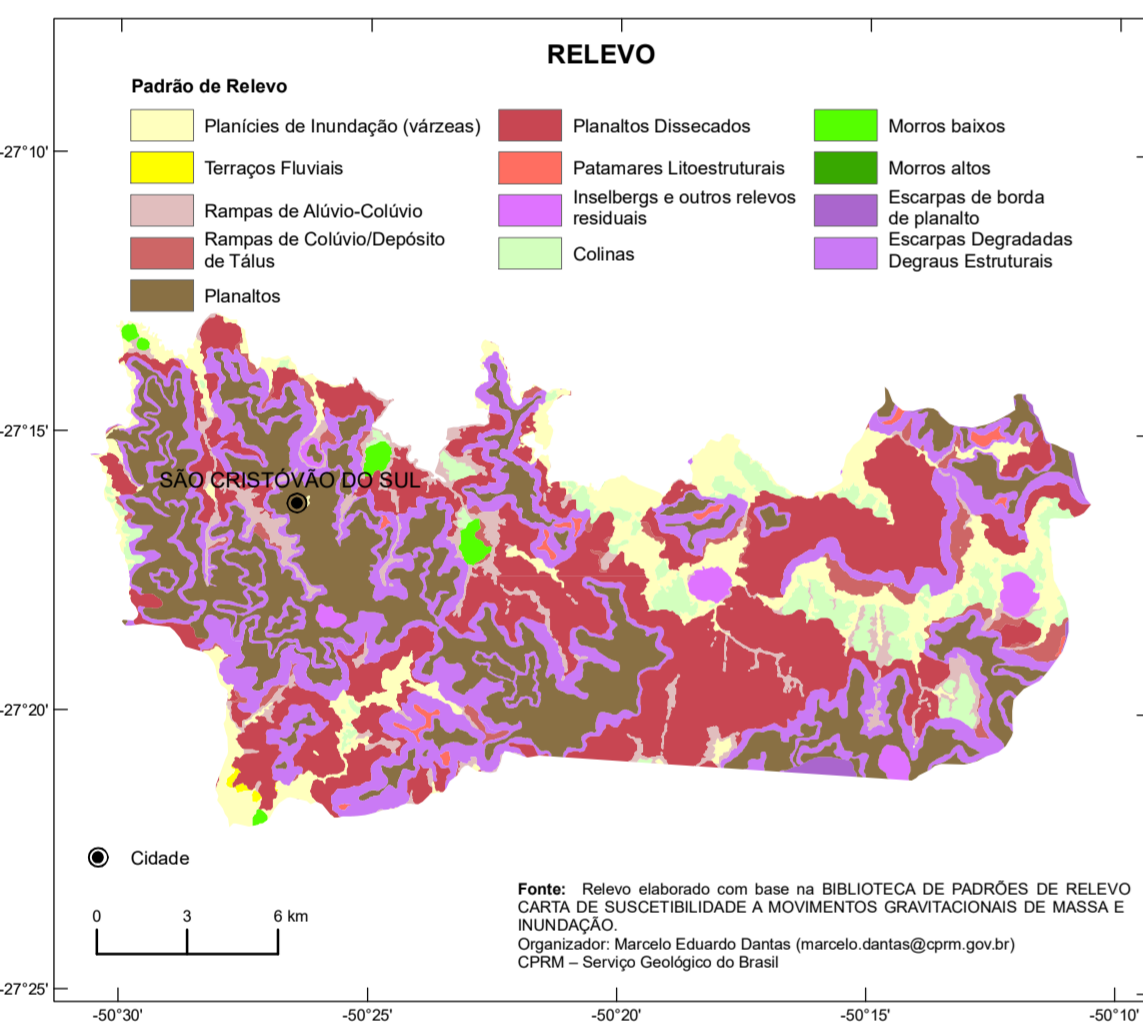 RELEVO
Padrão de Relevo
Planícies de Inundação (várzeas)
Terraços Fluviais
Rampas de Alúvio-Colúvio
Rampas de Colúvio/Depósito
de Tálus
Planaltos
Planaltos Dissecados
Patamares Litoestruturais
Inselbergs e outros relevos
residuais
Colinas
Morros baixos
Morros altos
Escarpas de borda
de planalto
Escarpas Degradadas
Degraus Estruturais
-27°10'
-27°15'
SÃO CRISTÓVÃO DO SUL
-27°20'
Cidade
0 3 6 km
Fonte: Relevo elaborado com base na BIBLIOTECA DE PADRÕES DE RELEVO
CARTA DE SUSCETIBILIDADE A MOVIMENTOS GRAVITACIONAIS DE MASSA E
INUNDAÇÃO.
Organizador: Marcelo Eduardo Dantas (marcelo.dantas@cprm.gov.br)
CPRM – Serviço Geológico do Brasil
-27°25'
-50°30' -50°25' -50°20' -50°15' -50°10'